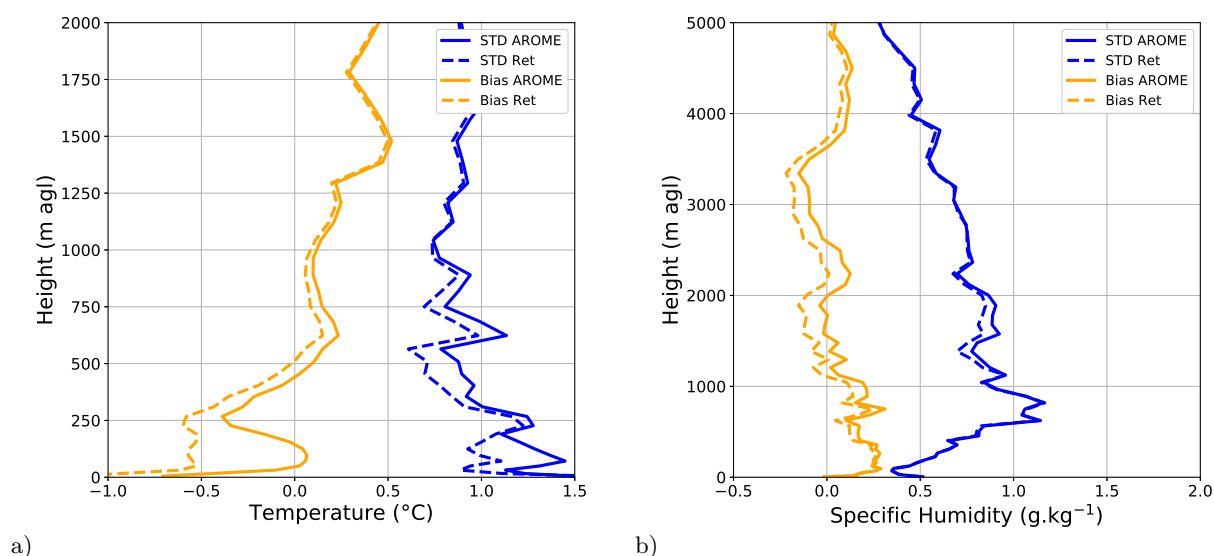 2000
1750
1500
1250
1000
750
500
250
0
Height (m agl)
−1.0 −0.5 0.0 0.5 1.0 1.5
Temperature (°C)
STD AROME
STD Ret
Bias AROME
Bias Ret
a)
5000
4000
3000
2000
1000
0
Height (m agl)
−0.5 0.0 0.5 1.0 1.5 2.0
Specific Humidity (g.kg⁻¹)
STD AROME
STD Ret
Bias AROME
Bias Ret
b)